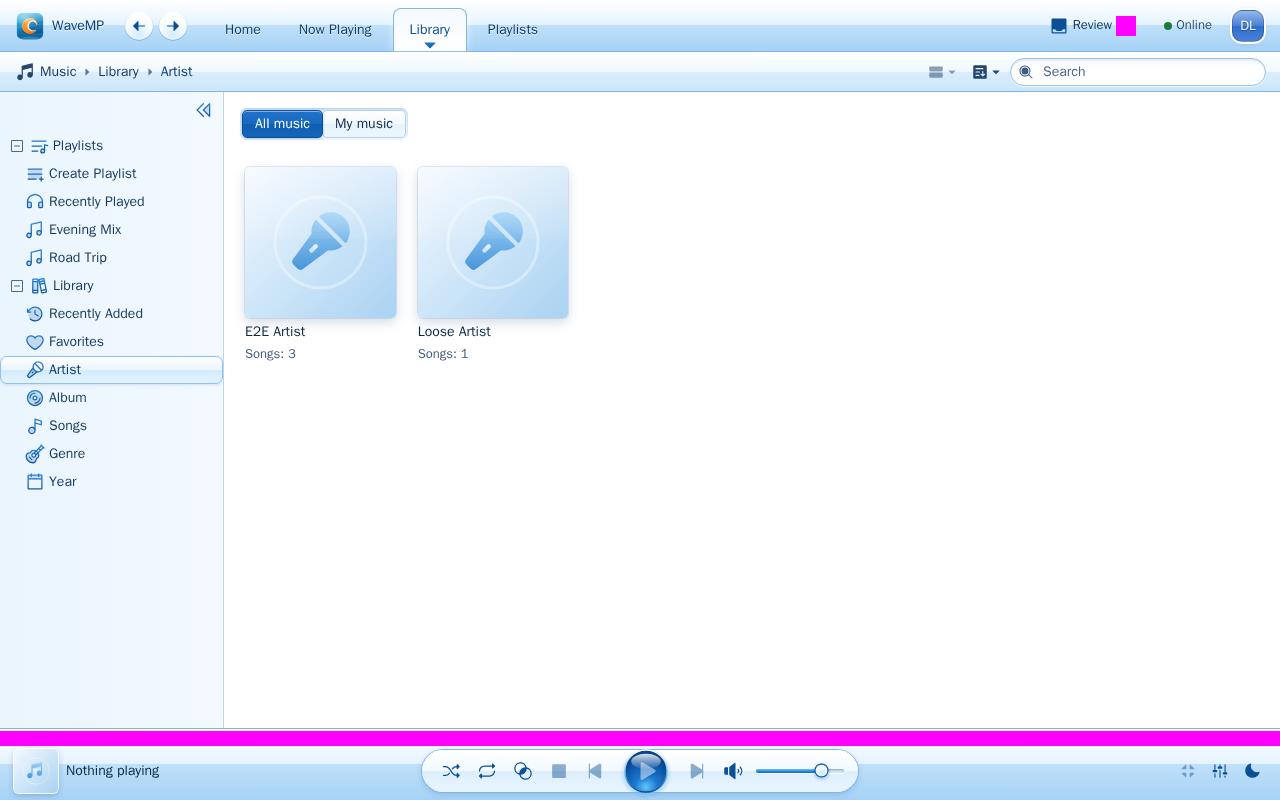 WaveMP
Home
Now Playing
Library
Playlists
Review
Online
DL
Music
Library
Artist
Search
All music
My music
Playlists
Create Playlist
Recently Played
Evening Mix
Road Trip
Library
Recently Added
Favorites
Artist
Album
Songs
Genre
Year
E2E Artist
Songs: 3
Loose Artist
Songs: 1
Nothing playing